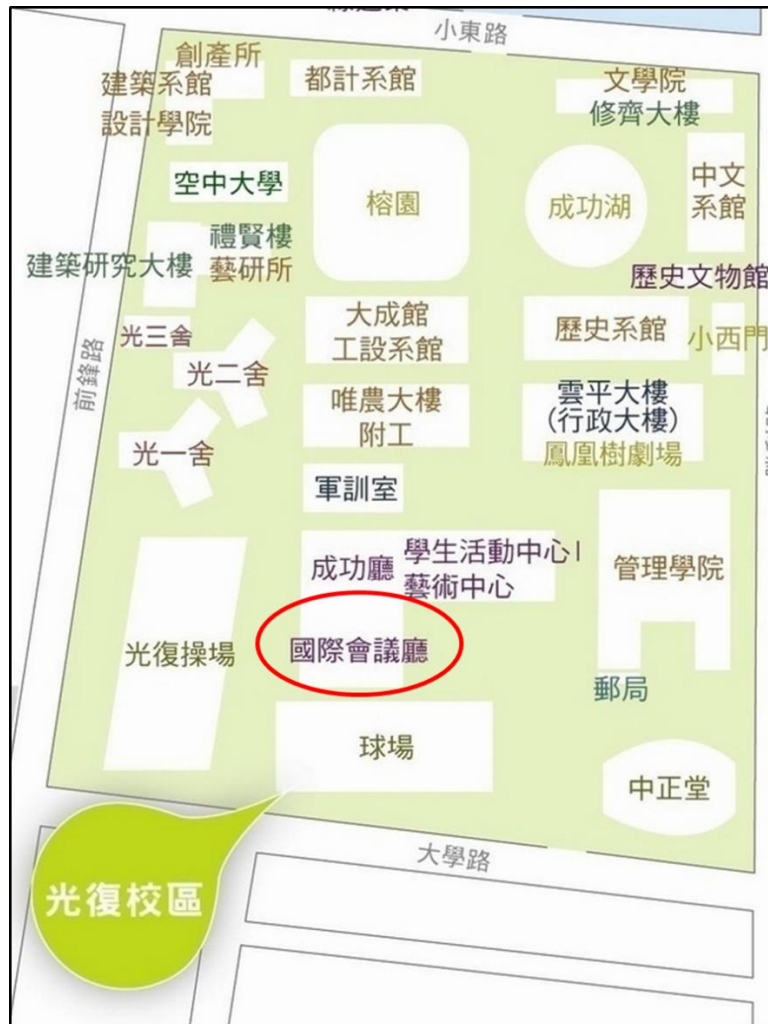 小東路
創產所
建築系館
設計學院
都計系館
文學院
修齊大樓
空中大學
榕園
成功湖
中文
系館
禮賢樓
建築研究大樓
藝研所
歷史文物館
光三舍
大成館
工設系館
歷史系館
小西門
前鋒路
光二舍
唯農大樓
附工
雲平大樓
(行政大樓)
鳳凰樹劇場
光一舍
軍訓室
成功廳
學生活動中心I
藝術中心
管理學院
光復操場
國際會議廳
郵局
球場
中正堂
大學路
光復校區